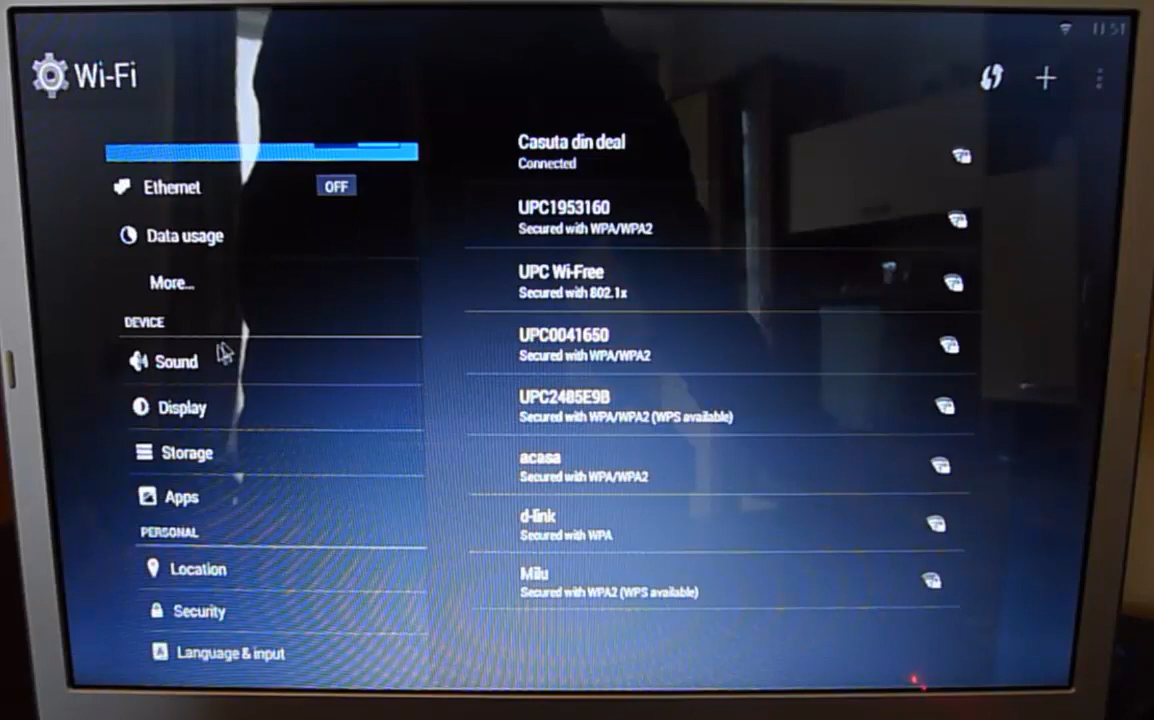 11:51
Wi-Fi
Ethernet OFF
Data usage
More...
DEVICE
Sound
Display
Storage
Apps
PERSONAL
Location
Security
Language & input
Casuta din deal
Connected
UPC1953160
Secured with WPA/WPA2
UPC Wi-Free
Secured with 802.1x
UPC0041650
Secured with WPA/WPA2
UPC2485E9B
Secured with WPA/WPA2 (WPS available)
acasa
Secured with WPA/WPA2
d-link
Secured with WPA
Milu
Secured with WPA2 (WPS available)